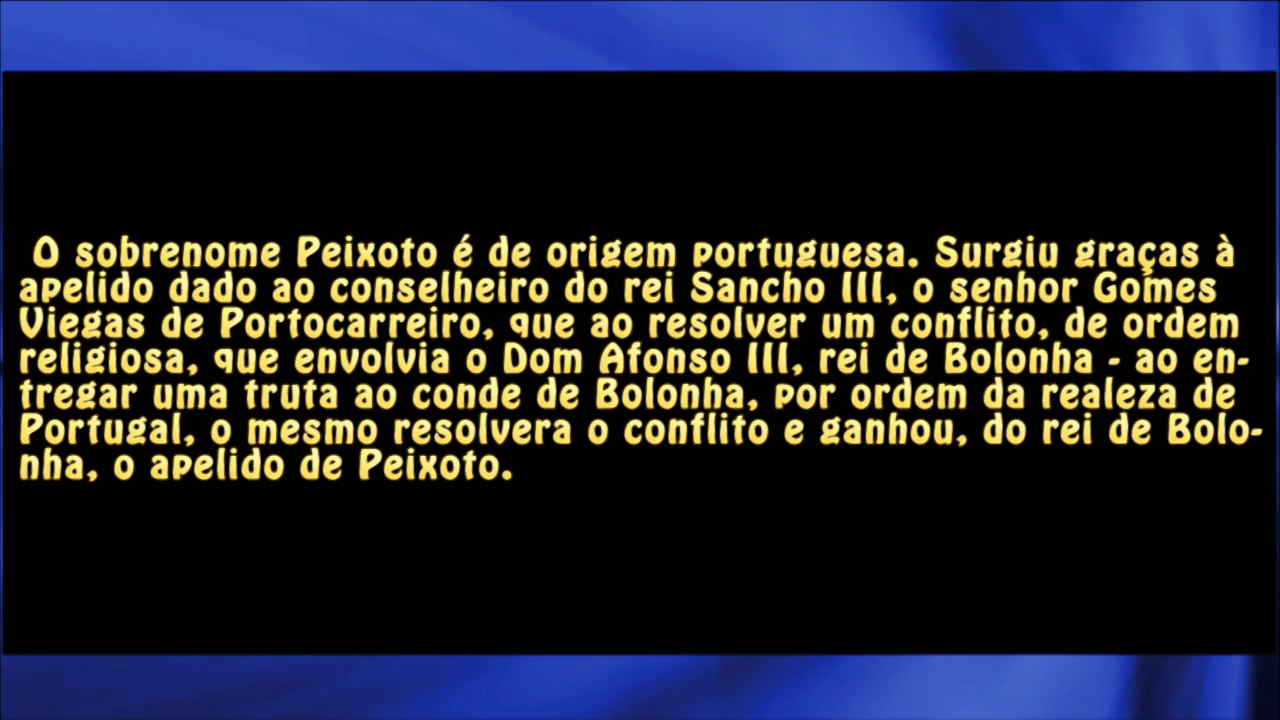 O sobrenome Peixoto é de origem portuguesa. Surgiu graças à
apelido dado ao conselheiro do rei Sancho III, o senhor Gomes
Viegas de Portocarreiro, que ao resolver um conflito, de ordem
religiosa, que envolvia o Dom Afonso III, rei de Bolonha - ao en-
tregar uma truta ao conde de Bolonha, por ordem da realeza de
Portugal, o mesmo resolvera o conflito e ganhou, do rei de Bolo-
nha, o apelido de Peixoto.